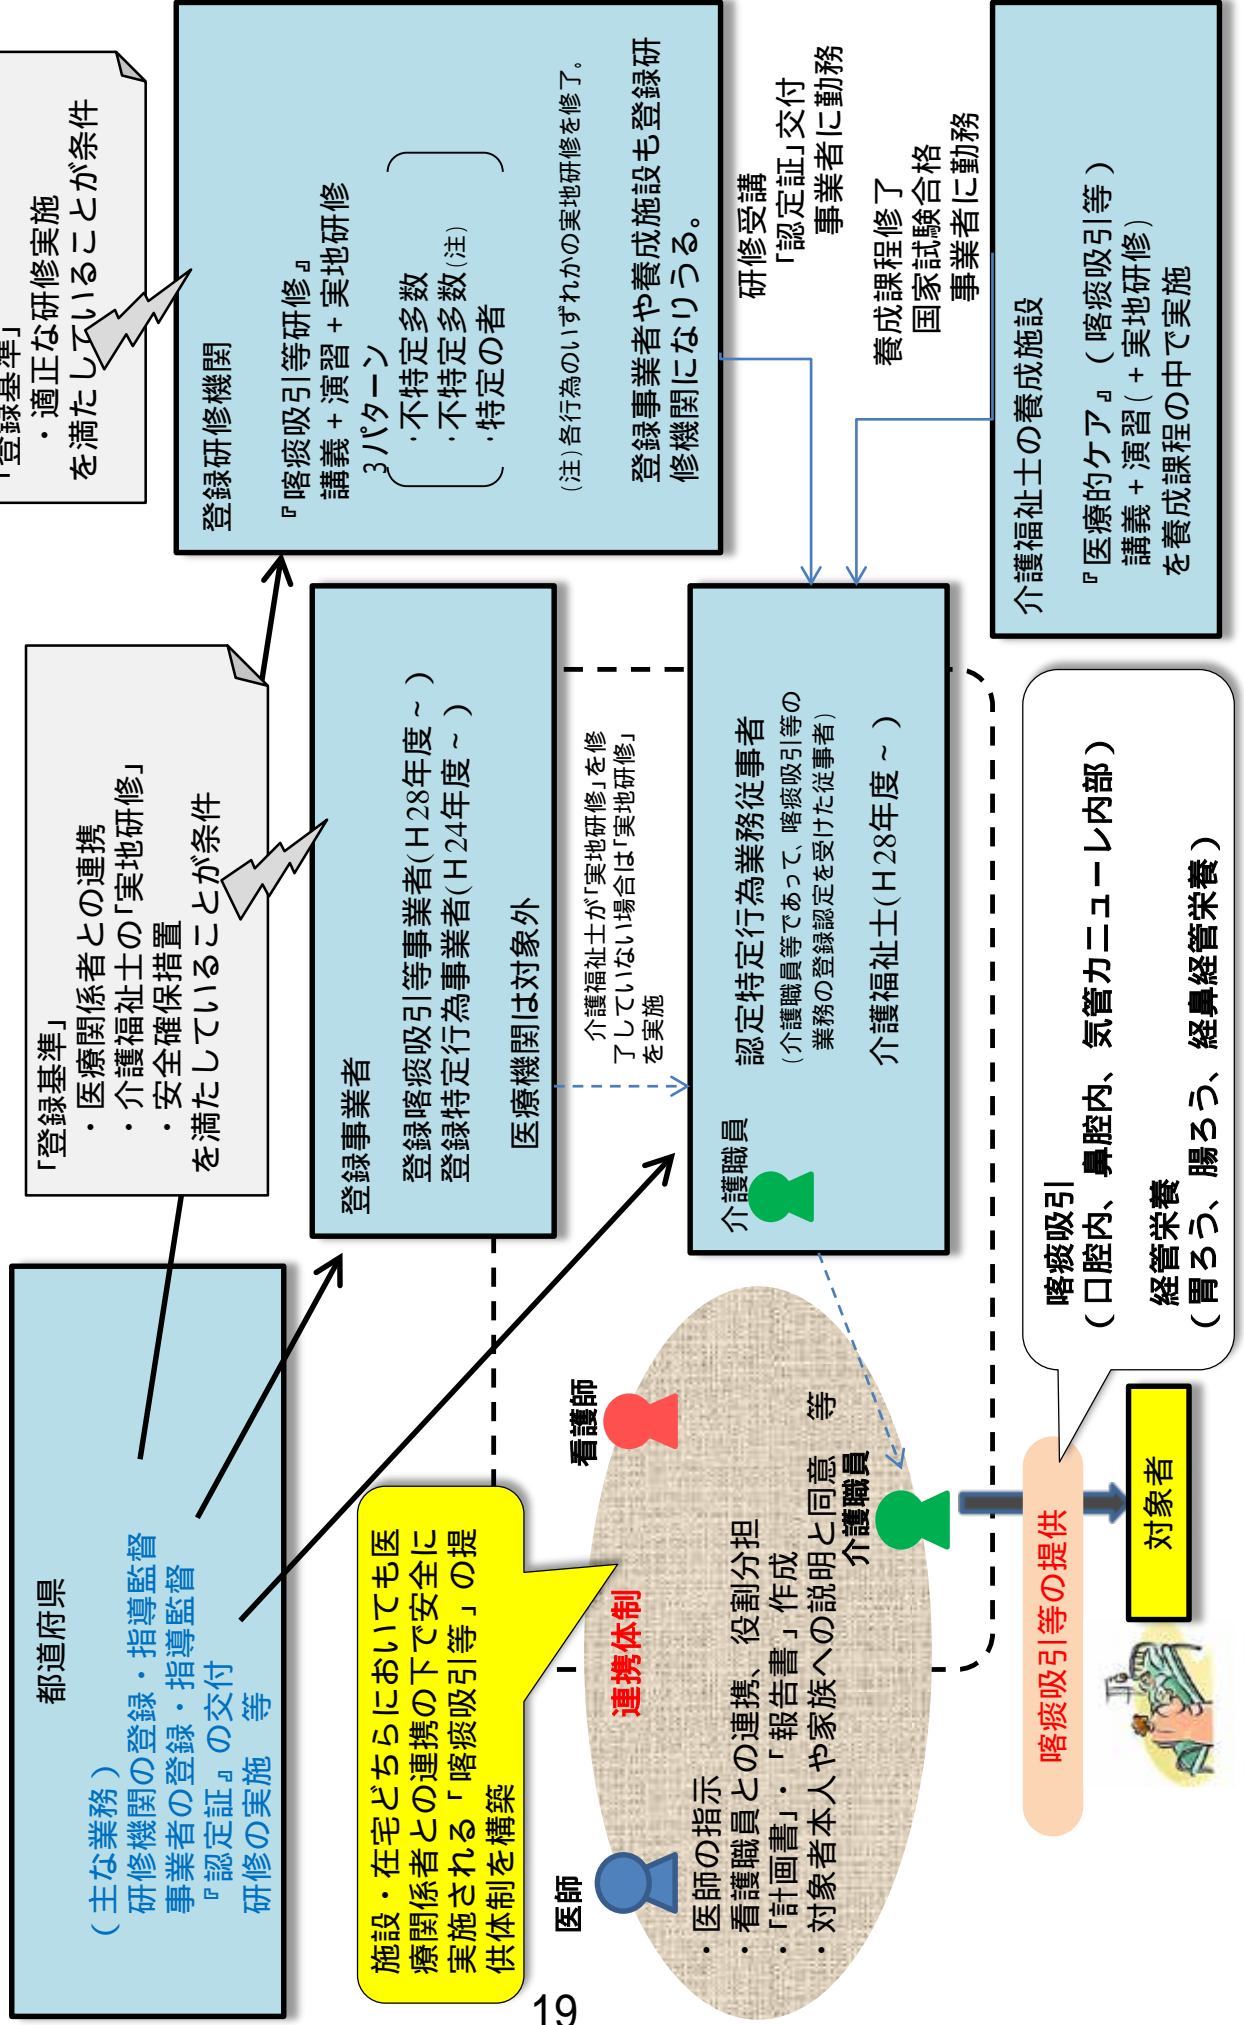 都道府県
（主な業務）
研修機関の登録・指導監督
事業者の登録・指導監督
『認定証』の交付
研修の実施　等
「登録基準」
・医療関係者との連携
・介護福祉士の「実地研修」
・安全確保措置
を満たしていることが条件
「登録基準」
・適正な研修実施
を満たしていることが条件
登録研修機関
『喀痰吸引等研修』
講義＋演習＋実地研修
3パターン
・不特定多数
・不特定多数(注)
・特定の者
(注)各行為のいずれかの実地研修を修了。
登録事業者や養成施設も登録研
修機関になりうる。
登録事業者
登録喀痰吸引等事業者(H28年度～)
登録特定行為事業者(H24年度～)
医療機関は対象外
介護福祉士が「実地研修」を修
了していない場合は「実地研修」
を実施
研修受講
「認定証」交付
事業者に勤務
養成課程修了
国家試験合格
事業者に勤務
介護職員
認定特定行為業務従事者
(介護職員等であって、喀痰吸引等の
業務の登録認定を受けた従事者)
介護福祉士(H28年度～)
介護福祉士の養成施設
『医療的ケア』（喀痰吸引等）
講義＋演習（＋実地研修）
を養成課程の中で実施
施設・在宅どちらにおいても医
療関係者との連携の下で安全に
実施される「喀痰吸引等」の提
供体制を構築
医師
看護師
連携体制
・医師の指示
・看護職員との連携、役割分担
・「計画書」・「報告書」作成
・対象者本人や家族への説明と同意　等
介護職員
喀痰吸引等の提供
対象者
喀痰吸引
（口腔内、鼻腔内、気管カニューレ内部）
経管栄養
（胃ろう、腸ろう、経鼻経管栄養）
19